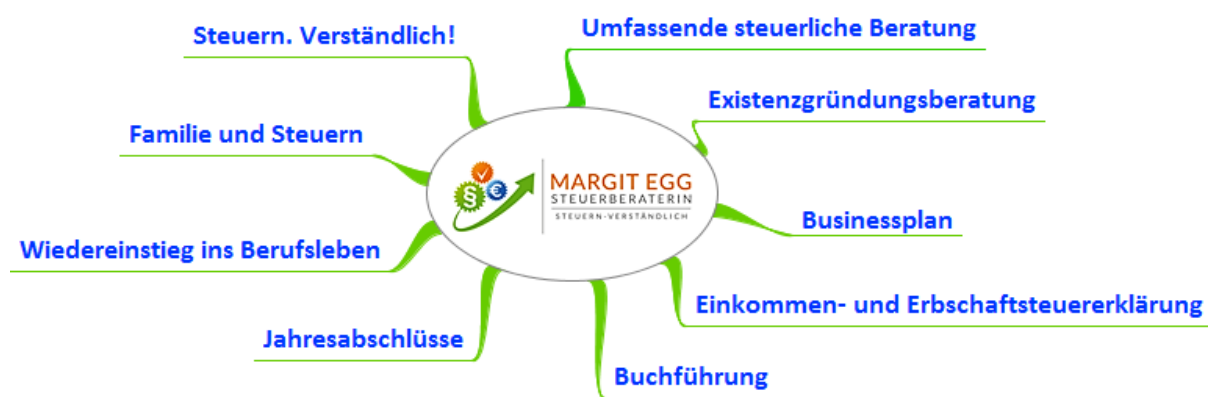 Steuern. Verständlich!
Umfassende steuerliche Beratung
Existenzgründungsberatung
Familie und Steuern
§
€
MARGIT EGG
STEUERBERATERIN
STEUERN-VERSTÄNDLICH
Businessplan
Wiedereinstieg ins Berufsleben
Einkommen- und Erbschaftsteuererklärung
Jahresabschlüsse
Buchführung